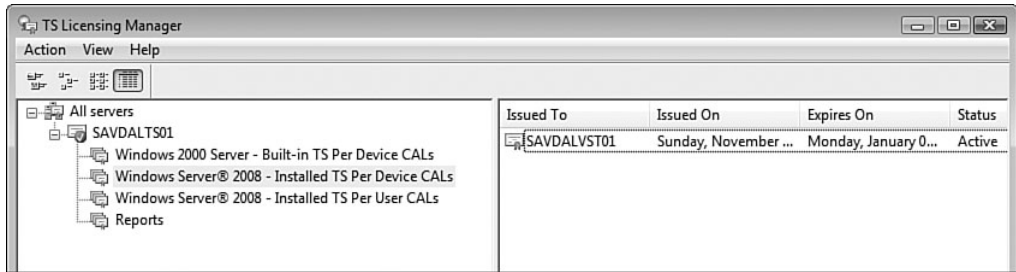 TS Licensing Manager
Action View Help
All servers
SAVDALTS01
Windows 2000 Server - Built-in TS Per Device CALs
Windows Server® 2008 - Installed TS Per Device CALs
Windows Server® 2008 - Installed TS Per User CALs
Reports
Issued To Issued On Expires On Status
SAVDALVST01 Sunday, November ... Monday, January 0... Active